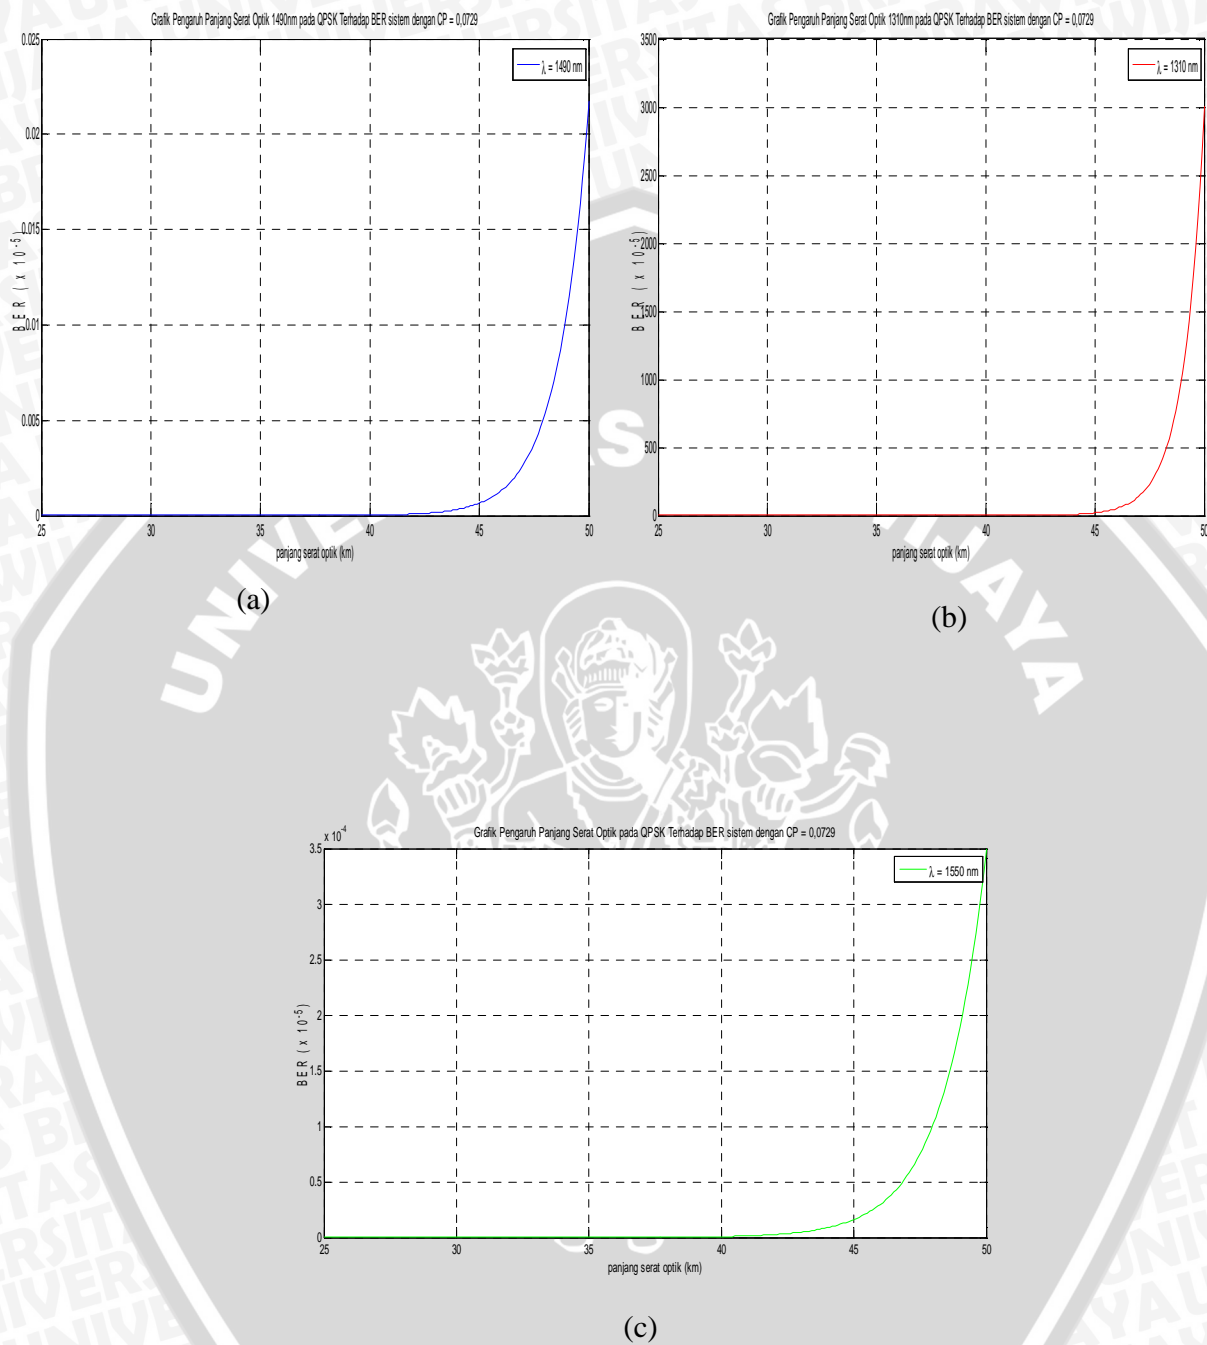 Grafik Pengaruh Panjang Serat Optik 1490nm pada QPSK Terhadap BER sistem dengan CP = 0,0729
λ = 1490 nm
0.025
0.02
0.015
0.01
0.005
0
BER (x 10^-5)
25 30 35 40 45 50
panjang serat optik (km)
(a)
Grafik Pengaruh Panjang Serat Optik 1310nm pada QPSK Terhadap BER sistem dengan CP = 0,0729
λ = 1310 nm
3500
3000
2500
2000
1500
1000
500
0
BER (x 10^-5)
25 30 35 40 45 50
panjang serat optik (km)
(b)
Grafik Pengaruh Panjang Serat Optik pada QPSK Terhadap BER sistem dengan CP = 0,0729
x 10^-4
λ = 1550 nm
3.5
3
2.5
2
1.5
1
0.5
0
BER (x 10^-5)
25 30 35 40 45 50
panjang serat optik (km)
(c)